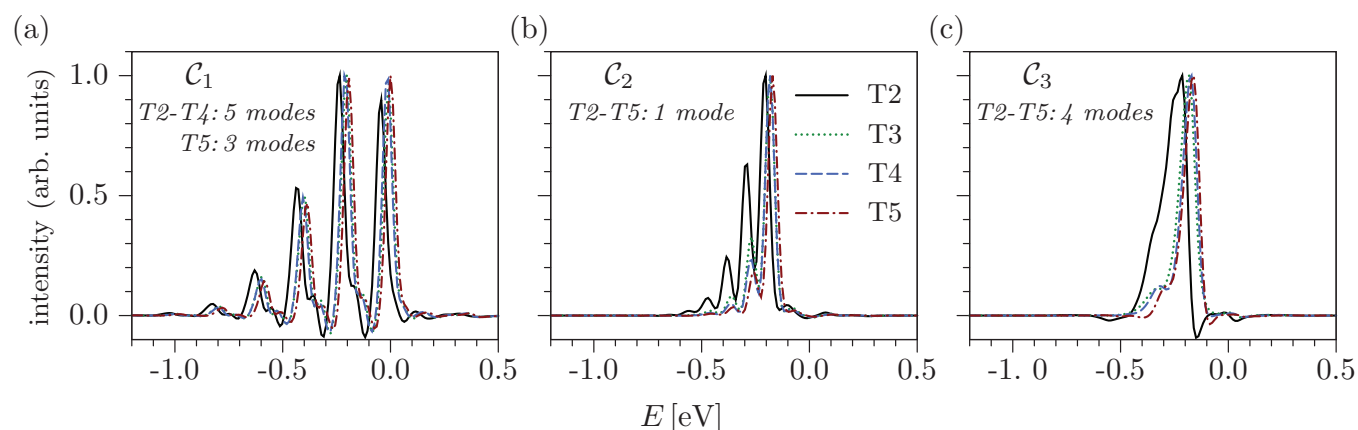 (a)
𝒞1
T2-T4: 5 modes
T5: 3 modes
intensity (arb. units)
1.0
0.5
0.0
-1.0
-0.5
0.0
0.5
(b)
𝒞2
T2-T5: 1 mode
T2
T3
T4
T5
-1.0
-0.5
0.0
0.5
E [eV]
(c)
𝒞3
T2-T5: 4 modes
-1. 0
-0.5
0.0
0.5